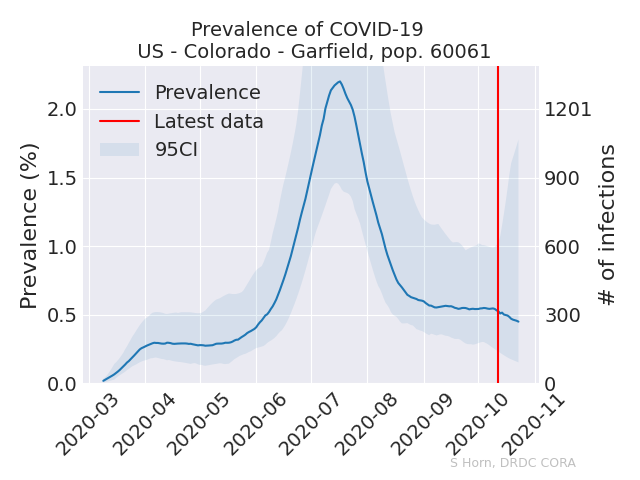 Prevalence of COVID-19
US - Colorado - Garfield, pop. 60061
Prevalence
Latest data
95CI
Prevalence (%)
2.0
1.5
1.0
0.5
0.0
1201
900
600
300
0
# of infections
2020-03
2020-04
2020-05
2020-06
2020-07
2020-08
2020-09
2020-10
2020-11
S Horn, DRDC CORA